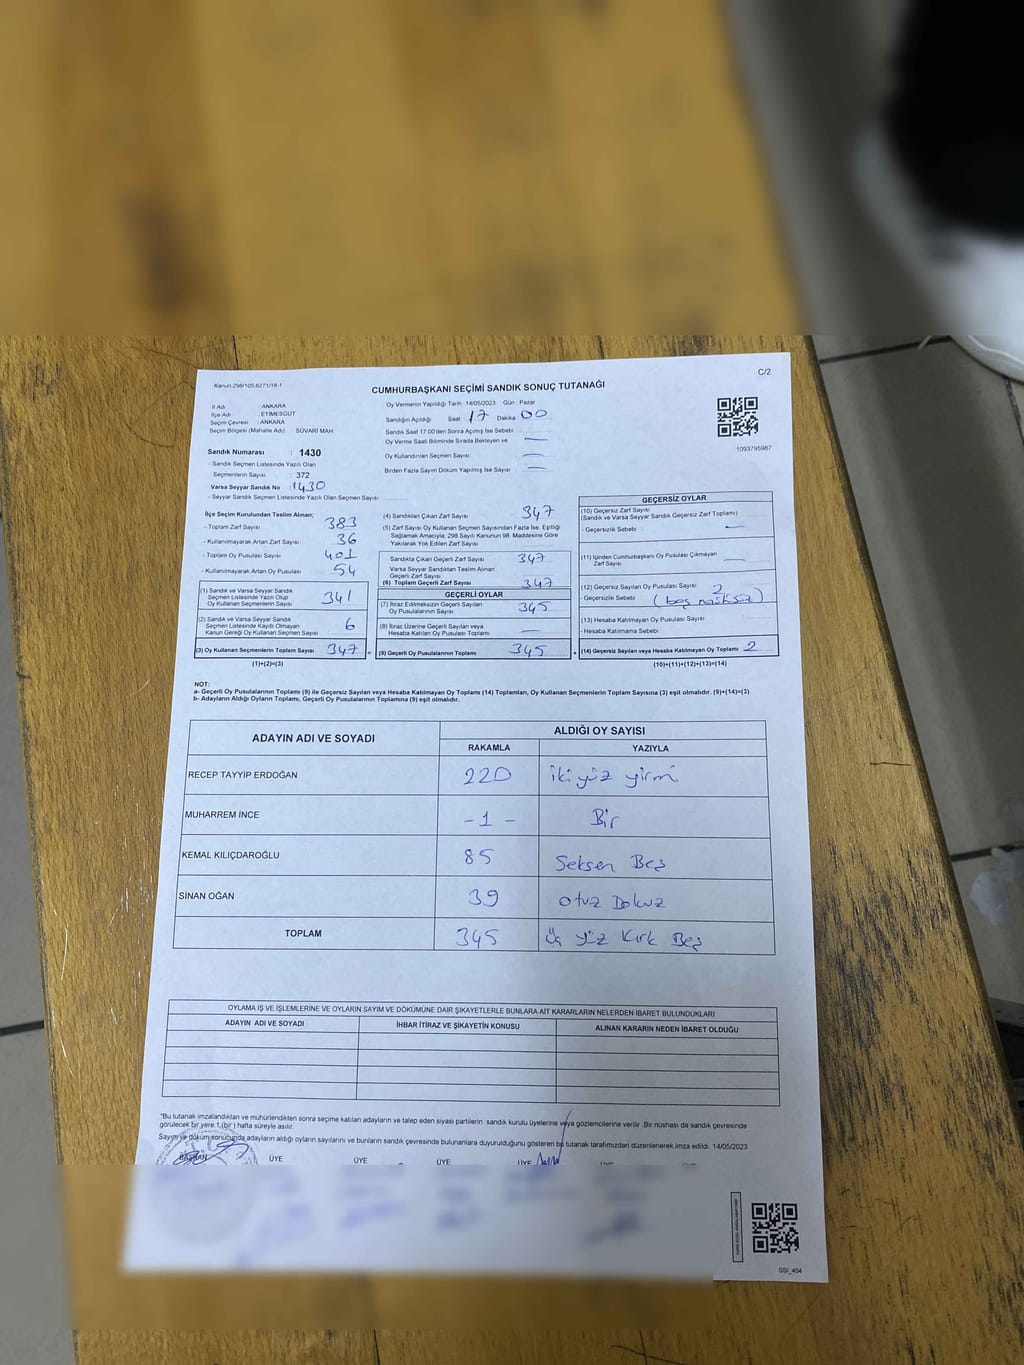 Kanun:298/105,6271/18-1
C/2
CUMHURBAŞKANI SEÇİMİ SANDIK SONUÇ TUTANAĞI
İl Adı : ANKARA
İlçe Adı : ETİMESGUT
Seçim Çevresi : ANKARA
Seçim Bölgesi (Mahalle Adı) SÜVARİ MAH.
Oy Vermenin Yapıldığı Tarih :14/05/2023 Gün : Pazar
Sandığın Açıldığı Saat 17 Dakika 00
Sandık Saat 17:00'den Sonra Açılmış İse Sebebi
Oy Verme Saati Bitiminde Sırada Bekleyen ve —
Oy Kullandırılan Seçmen Sayısı —
Birden Fazla Sayım Döküm Yapılmış İse Sayısı —
1093795987
Sandık Numarası : 1430
- Sandık Seçmen Listesinde Yazılı Olan
Seçmenlerin Sayısı : 372
Varsa Seyyar Sandık No : 1430
- Seyyar Sandık Seçmen Listesinde Yazılı Olan Seçmen Sayısı
İlçe Seçim Kurulundan Teslim Alınan;
- Toplam Zarf Sayısı 383
- Kullanılmayarak Artan Zarf Sayısı 36
- Toplam Oy Pusulası Sayısı 401
- Kullanılmayarak Artan Oy Pusulası 54
(1) Sandık ve Varsa Seyyar Sandık
Seçmen Listesinde Yazılı Olup
Oy Kullanan Seçmenlerin Sayısı 341
(2) Sandık ve Varsa Seyyar Sandık
Seçmen Listesinde Kayıtlı Olmayan
Kanun Gereği Oy Kullanan Seçmen Sayısı 6
(3) Oy Kullanan Seçmenlerin Toplam Sayısı 347 =
(1)+(2)=(3)
(4) Sandıktan Çıkan Zarf Sayısı 347
(5) Zarf Sayısı Oy Kullanan Seçmen Sayısından Fazla İse, Eşitliği
Sağlamak Amacıyla; 298 Sayılı Kanunun 98. Maddesine Göre
Yakılarak Yok Edilen Zarf Sayısı
Sandıkta Çıkan Geçerli Zarf Sayısı 347
Varsa Seyyar Sandıktan Teslim Alınan
Geçerli Zarf Sayısı
(6) Toplam Geçerli Zarf Sayısı 347
GEÇERLİ OYLAR
(7) İtiraz Edilmeksizin Geçerli Sayılan
Oy Pusulalarının Sayısı 345
(8) İtiraz Üzerine Geçerli Sayılan veya
Hesaba Katılan Oy Pusulası Toplamı —
(9) Geçerli Oy Pusulalarının Toplamı 345 +
GEÇERSİZ OYLAR
(10) Geçersiz Zarf Sayısı
(Sandık ve Varsa Seyyar Sandık Geçersiz Zarf Toplamı)
- Geçersizlik Sebebi —
(11) İçinden Cumhurbaşkanı Oy Pusulası Çıkmayan
Zarf Sayısı —
(12) Geçersiz Sayılan Oy Pusulası Sayısı 2
- Geçersizlik Sebebi
(13) Hesaba Katılmayan Oy Pusulası Sayısı
- Hesaba Katılmama Sebebi
(14) Geçersiz Sayılan veya Hesaba Katılmayan Oy Toplamı 2
(10)+(11)+(12)+(13)=(14)
NOT:
a- Geçerli Oy Pusulalarının Toplamı (9) ile Geçersiz Sayılan veya Hesaba Katılmayan Oy Toplamı (14) Toplamları, Oy Kullanan Seçmenlerin Toplam Sayısına (3) eşit olmalıdır. (9)+(14)=(3)
b- Adayların Aldığı Oyların Toplamı, Geçerli Oy Pusulalarının Toplamına (9) eşit olmalıdır.
ADAYIN ADI VE SOYADI ALDIĞI OY SAYISI
RAKAMLA YAZIYLA
RECEP TAYYİP ERDOĞAN 220 iki yüz yirmi
MUHARREM İNCE -1- Bir
KEMAL KILIÇDAROĞLU 85 Seksen Beş
SİNAN OĞAN 39 Otuz Dokuz
TOPLAM 345 Üç yüz Kırk Beş
OYLAMA İŞ VE İŞLEMLERİNE VE OYLARIN SAYIM VE DÖKÜMÜNE DAİR ŞİKAYETLERLE BUNLARA AİT KARARLARIN NELERDEN İBARET BULUNDUKLARI
ADAYIN ADI VE SOYADI İHBAR İTİRAZ VE ŞİKAYETİN KONUSU ALINAN KARARIN NEDEN İBARET OLDUĞU
*Bu tutanak imzalandıktan ve mühürlendikten sonra seçime katılan adayların ve talep eden siyasi partilerin sandık kurulu üyelerine veya gözlemcilerine verilir. Bir nüshası da sandık çevresinde
görülecek bir yere 1 (bir) hafta süreyle asılır.
Sayım ve döküm sonucunda adayların aldığı oyların sayılarını ve bunların sandık çevresinde bulunanlara duyurulduğunu gösteren bu tutanak tarafımızdan düzenlenerek imza edildi. 14/05/2023
BAŞKAN ÜYE ÜYE ÜYE ÜYE
GSI_404